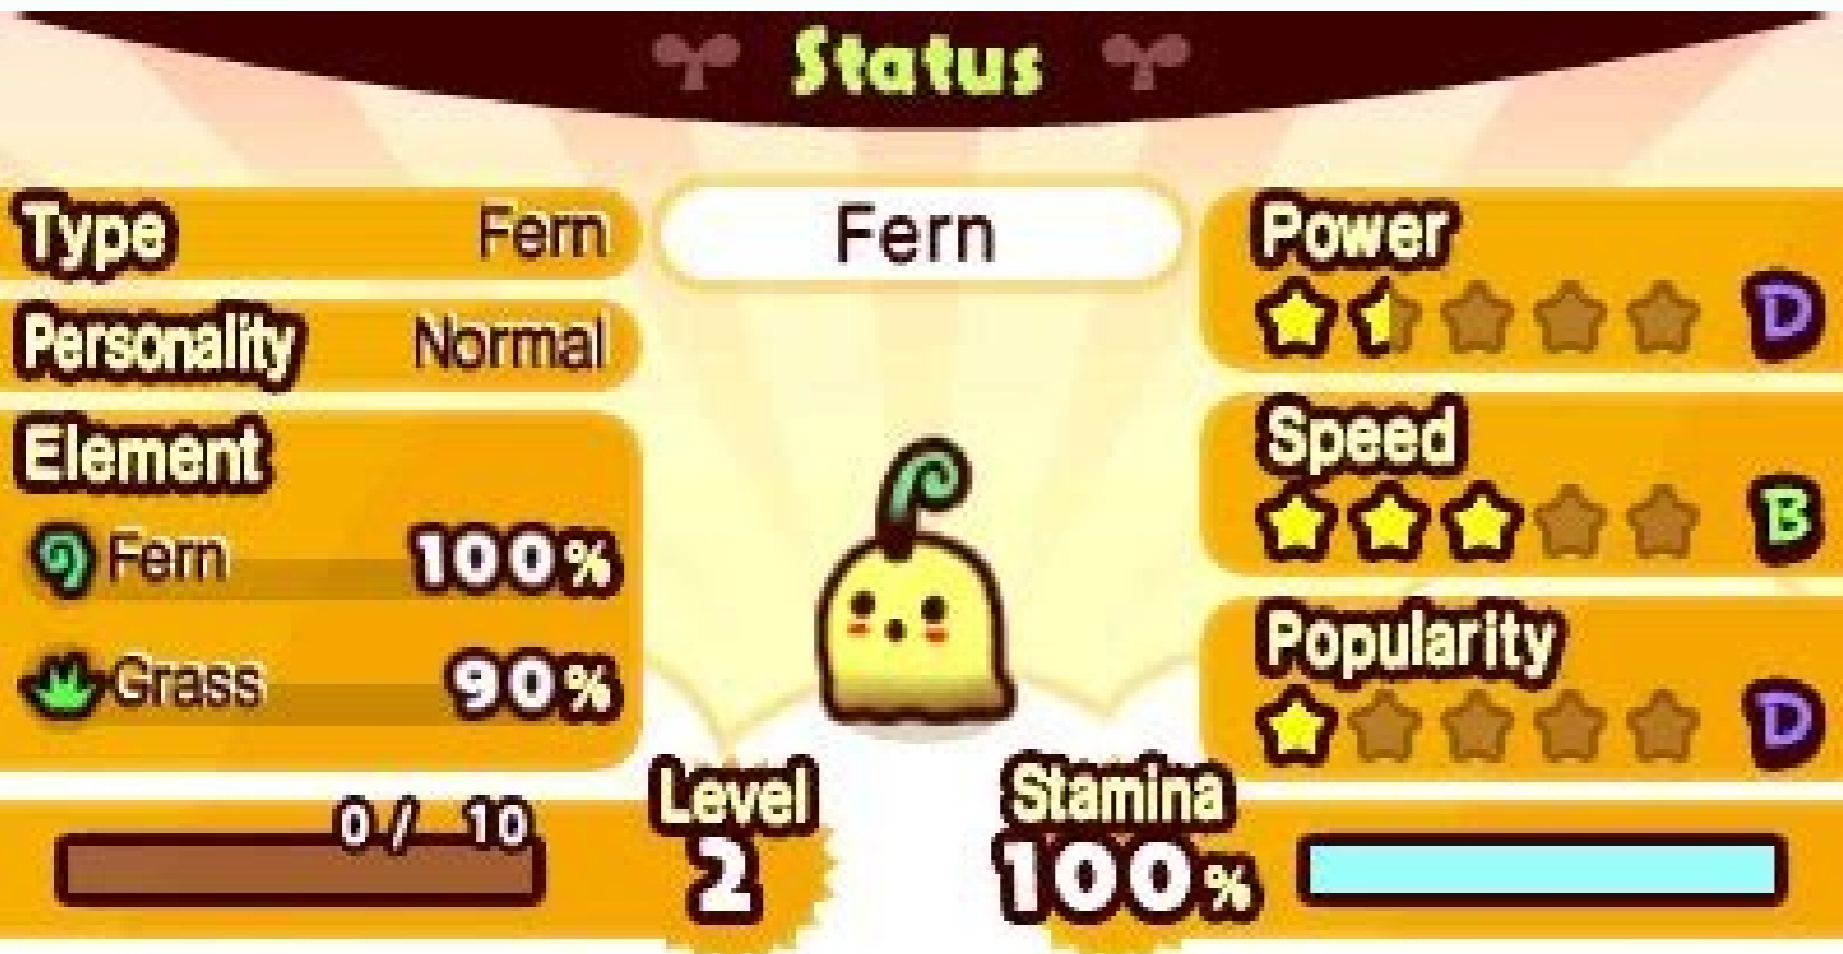 Status
Type Fern
Personality Normal
Element
Fern 100%
Grass 90%
Fern
Power
D
Speed
B
Popularity
D
0 / 10
Level
2
Stamina
100%